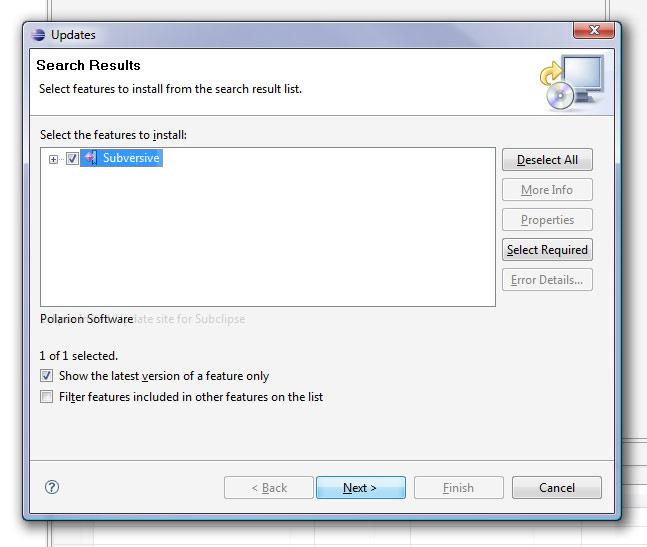 Updates
Search Results
Select features to install from the search result list.
Select the features to install:
Subversive
Deselect All
More Info
Properties
Select Required
Error Details...
Polarion Software date site for Subclipse
1 of 1 selected.
Show the latest version of a feature only
Filter features included in other features on the list
< Back
Next >
Finish
Cancel